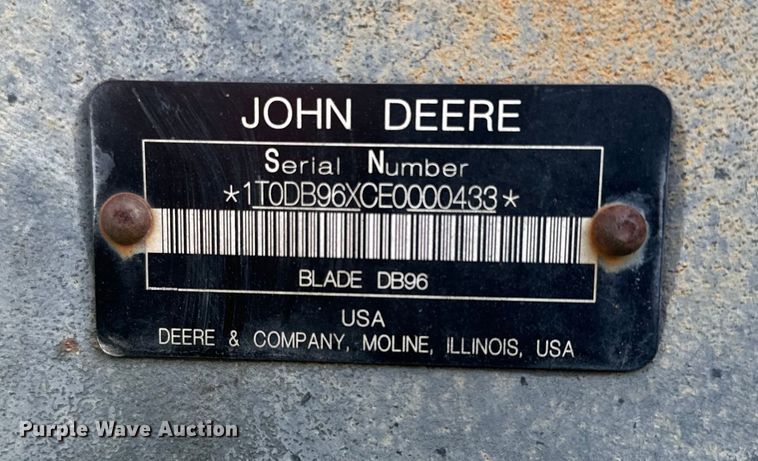 JOHN DEERE
Serial Number
*1T0DB96XCE0000433*
BLADE DB96
USA
DEERE & COMPANY, MOLINE, ILLINOIS, USA
Purple Wave Auction